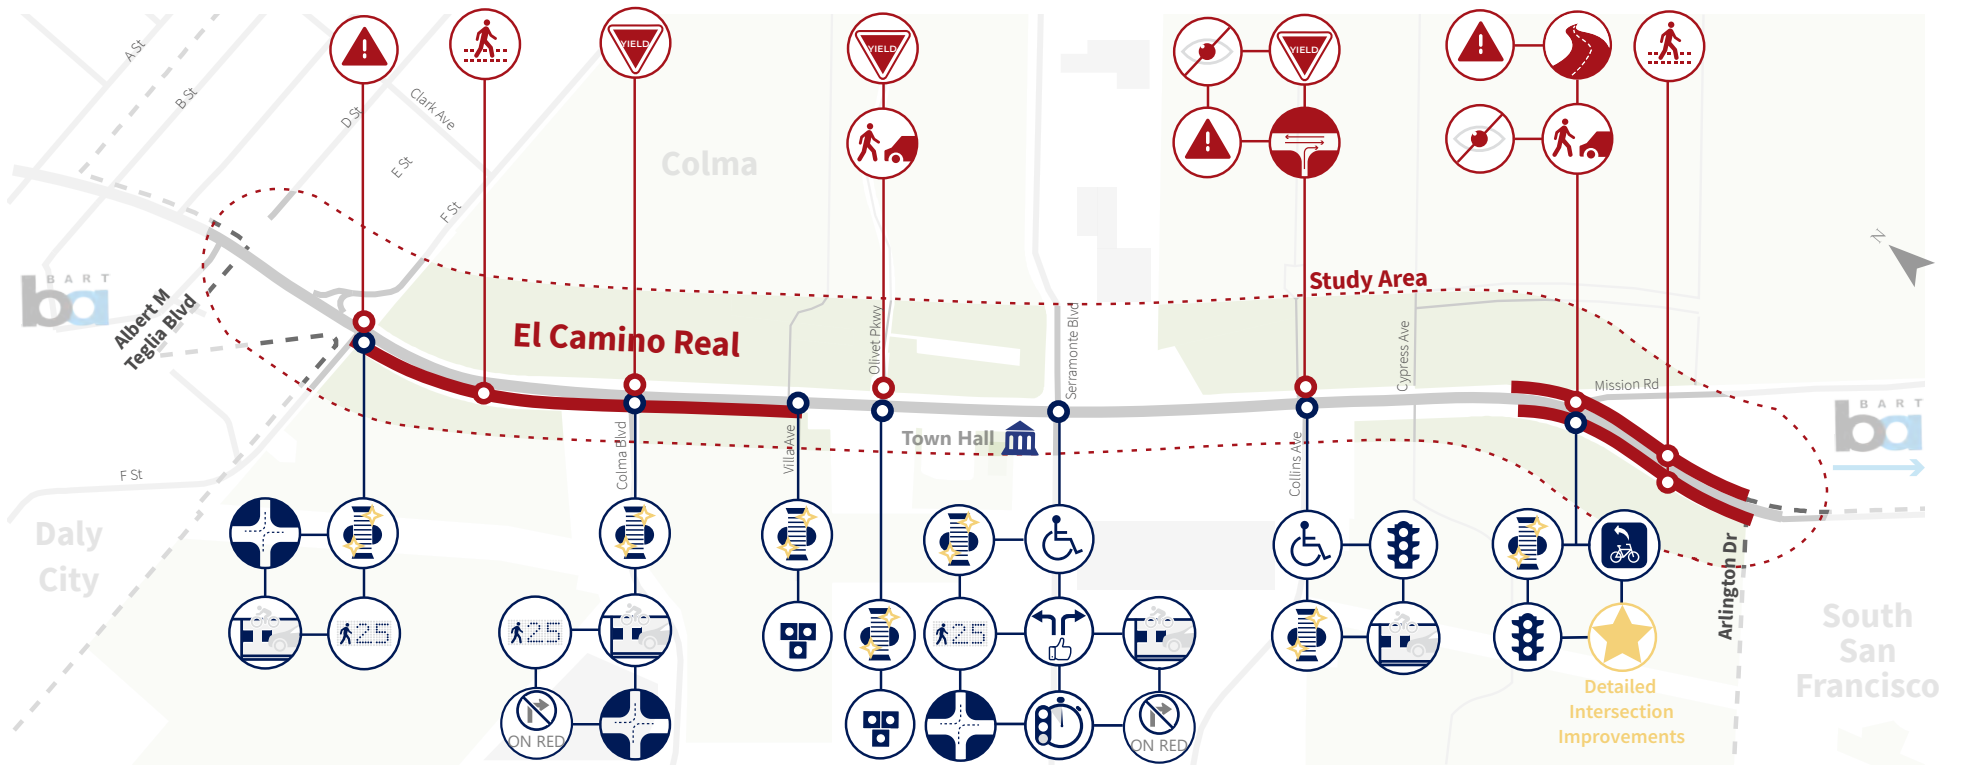 A St
B St
D St
Clark Ave
E St
F St
YIELD
Colma
YIELD
YIELD
N
BART
ba
Albert M
Teglia Blvd
El Camino Real
Study Area
Olivet Pkwy
Serramonte Blvd
Cypress Ave
Mission Rd
BART
ba
Town Hall
Colma Blvd
Villa Ave
Collins Ave
F St
Daly
City
Arlington Dr
South
San
Francisco
25
25
25
ON RED
ON RED
Detailed
Intersection
Improvements